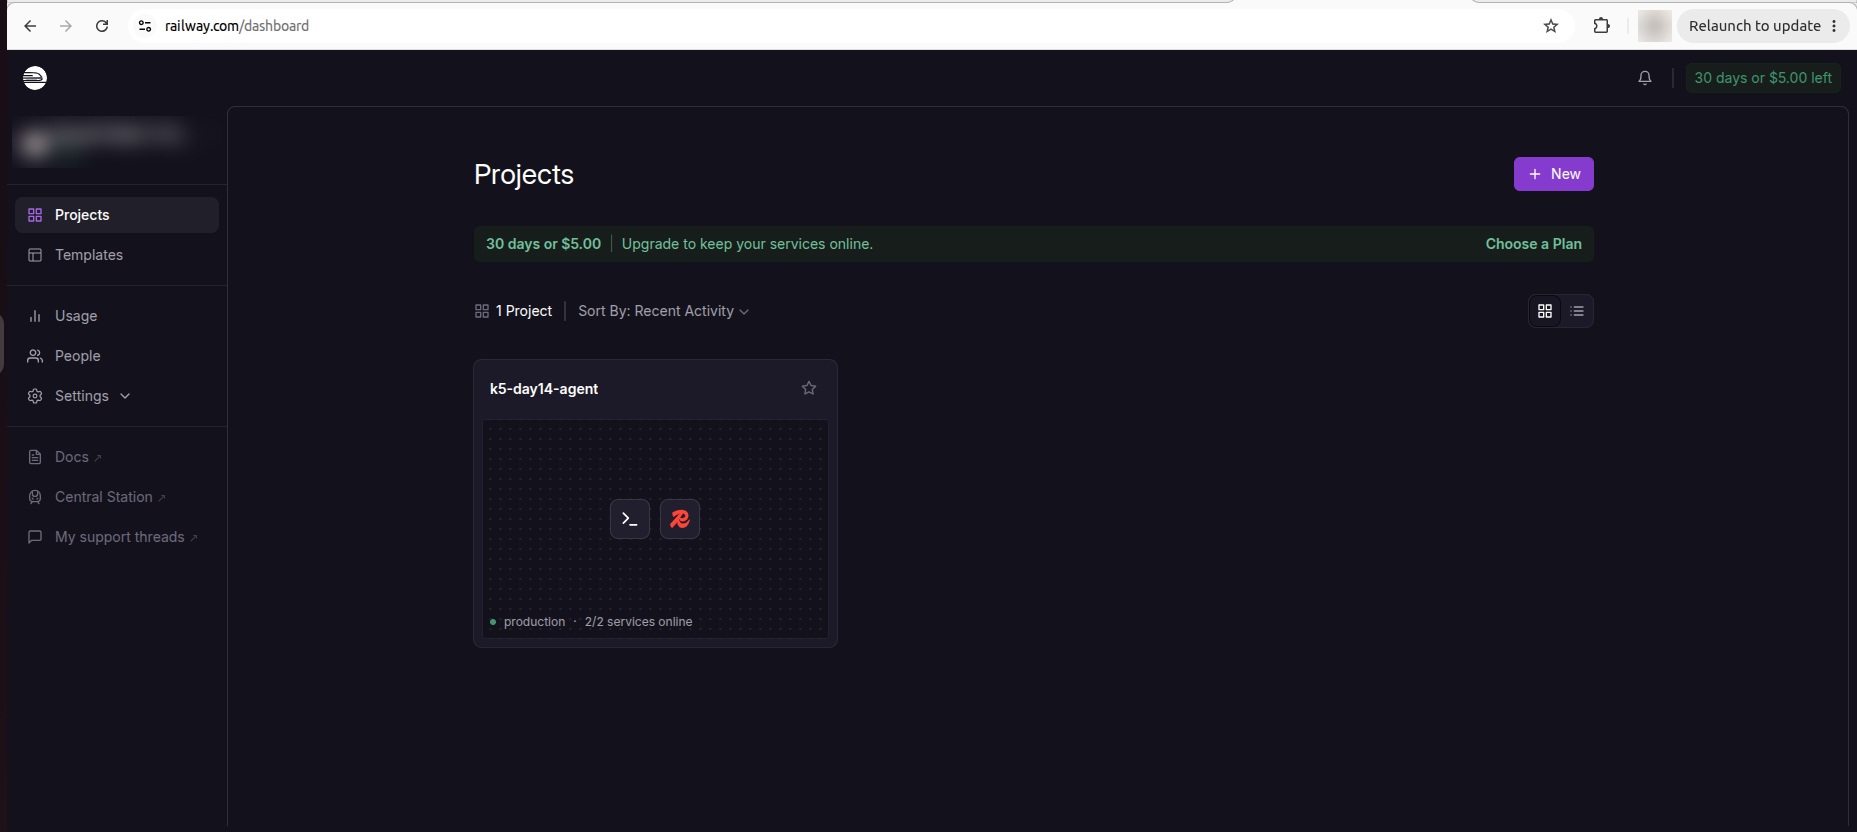 railway.com/dashboard
Relaunch to update
30 days or $5.00 left
Projects
Templates
Usage
People
Settings
Docs
Central Station
My support threads
Projects
New
30 days or $5.00
Upgrade to keep your services online.
Choose a Plan
1 Project
Sort By: Recent Activity
k5-day14-agent
production · 2/2 services online